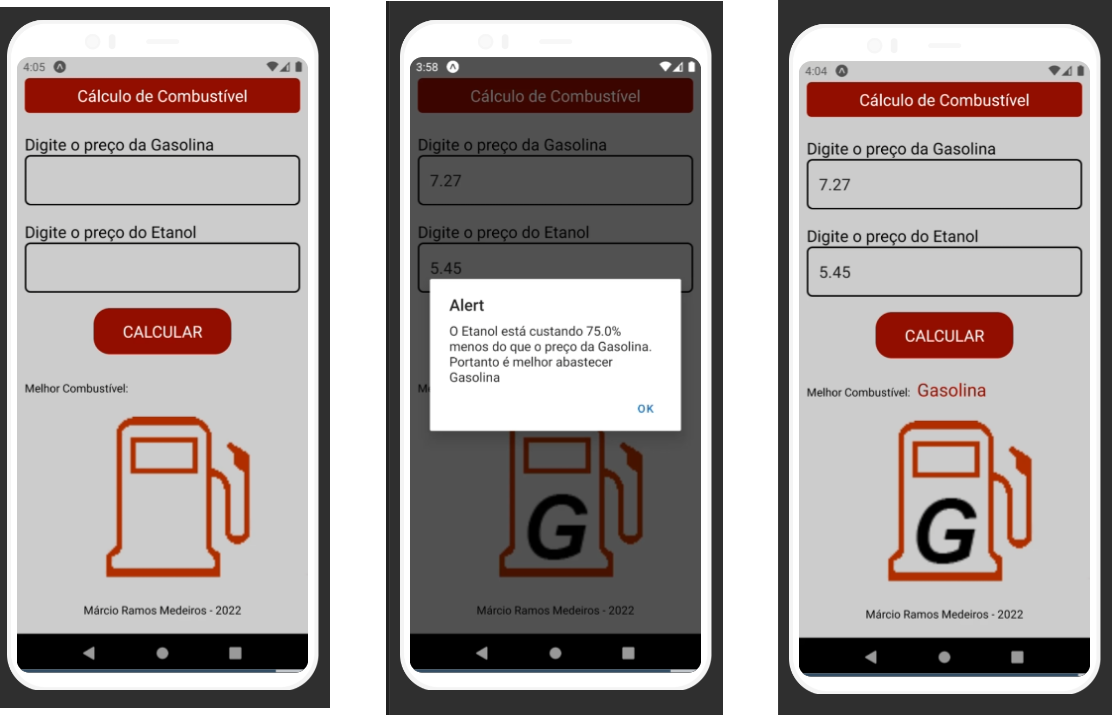 4:05
Cálculo de Combustível
Digite o preço da Gasolina
Digite o preço do Etanol
CALCULAR
Melhor Combustível:
Márcio Ramos Medeiros - 2022
3:58
Cálculo de Combustível
Digite o preço da Gasolina
7.27
Digite o preço do Etanol
5.45
Alert
O Etanol está custando 75.0%
menos do que o preço da Gasolina.
Portanto é melhor abastecer
Gasolina
OK
G
Márcio Ramos Medeiros - 2022
4:04
Cálculo de Combustível
Digite o preço da Gasolina
7.27
Digite o preço do Etanol
5.45
CALCULAR
Melhor Combustível: Gasolina
G
Márcio Ramos Medeiros - 2022